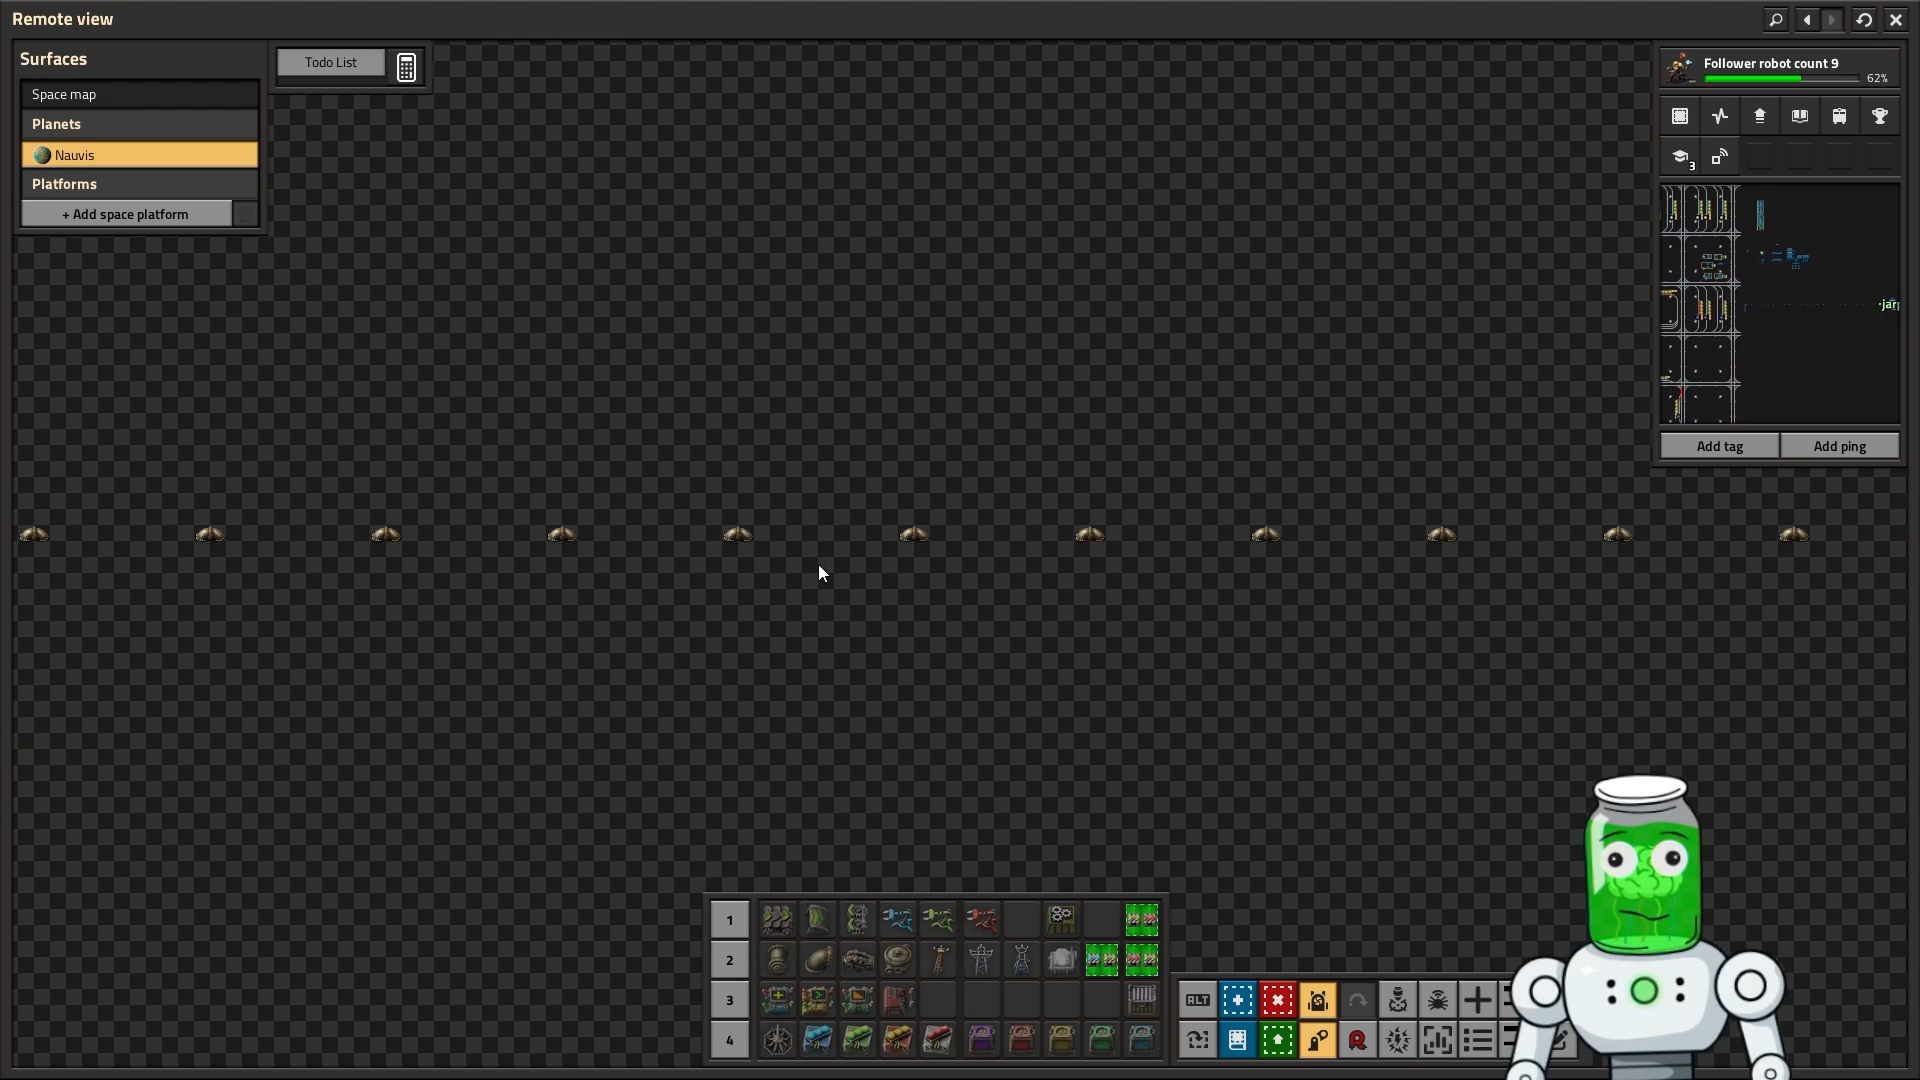 Remote view
Surfaces
Space map
Planets
Nauvis
Platforms
+ Add space platform
Todo List
Follower robot count 9
62%
3
Add tag
Add ping
1
2
3
4
ALT
R